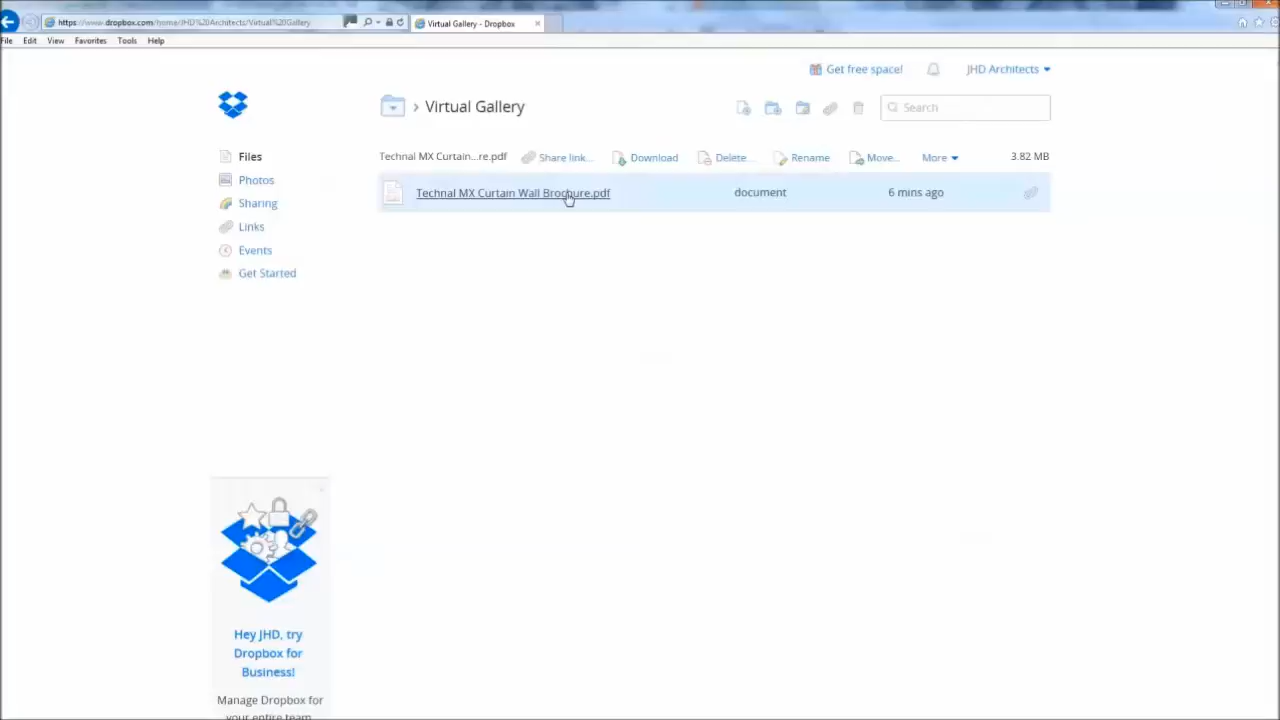 https://www.dropbox.com/home/JHD%20Architects/Virtual%20Gallery
Virtual Gallery - Dropbox
File Edit View Favorites Tools Help
Get free space! JHD Architects
> Virtual Gallery
Search
Technal MX Curtain...re.pdf Share link... Download Delete... Rename Move... More 3.82 MB
Technal MX Curtain Wall Brochure.pdf document 6 mins ago
Files
Photos
Sharing
Links
Events
Get Started
Hey JHD, try
Dropbox for
Business!
Manage Dropbox for
your entire team